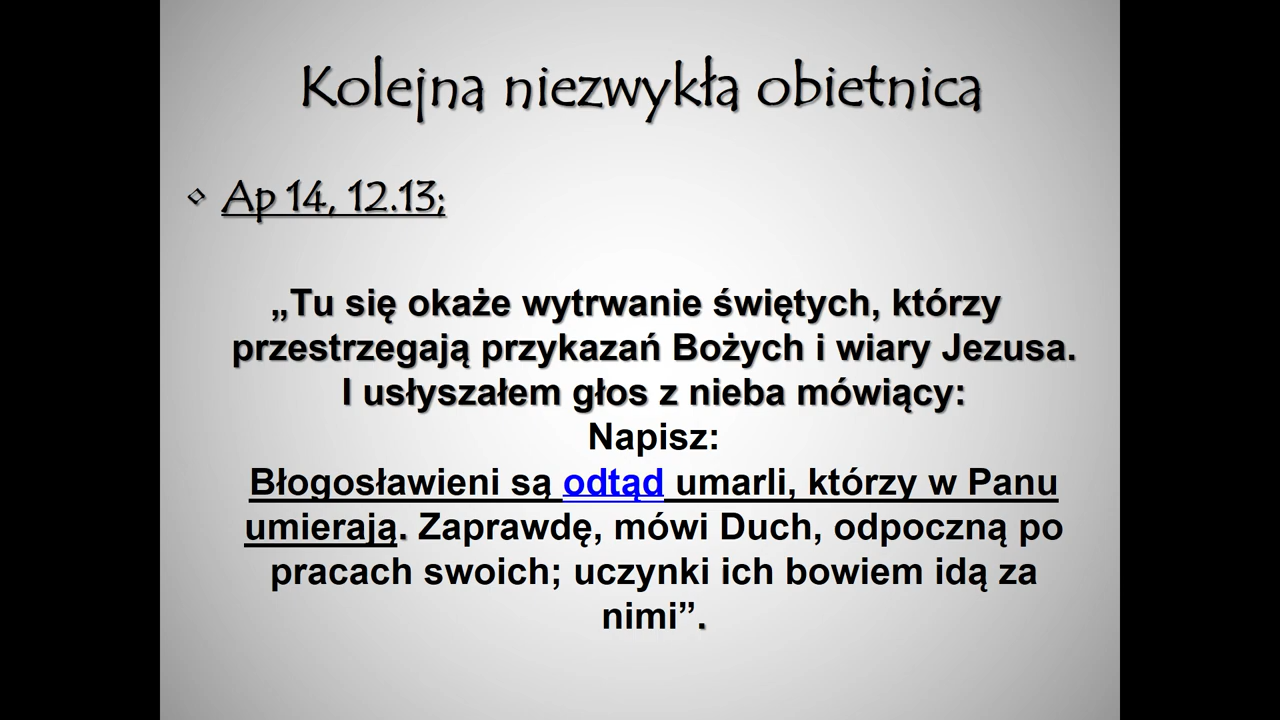 Kolejna niezwykła obietnica
• Ap 14, 12.13;
„Tu się okaże wytrwanie świętych, którzy
przestrzegają przykazań Bożych i wiary Jezusa.
I usłyszałem głos z nieba mówiący:
Napisz:
Błogosławieni są odtąd umarli, którzy w Panu
umierają. Zaprawdę, mówi Duch, odpoczną po
pracach swoich; uczynki ich bowiem idą za
nimi”.